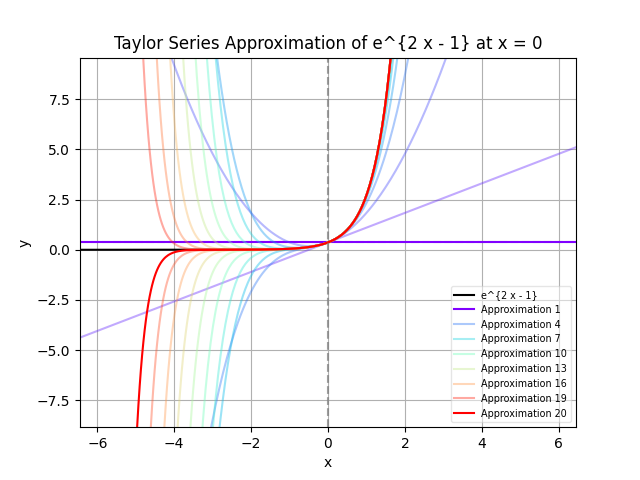 Taylor Series Approximation of e^{2 x - 1} at x = 0
7.5
5.0
2.5
0.0
−2.5
−5.0
−7.5
y
e^{2 x - 1}
Approximation 1
Approximation 4
Approximation 7
Approximation 10
Approximation 13
Approximation 16
Approximation 19
Approximation 20
−6
−4
−2
0
2
4
6
x